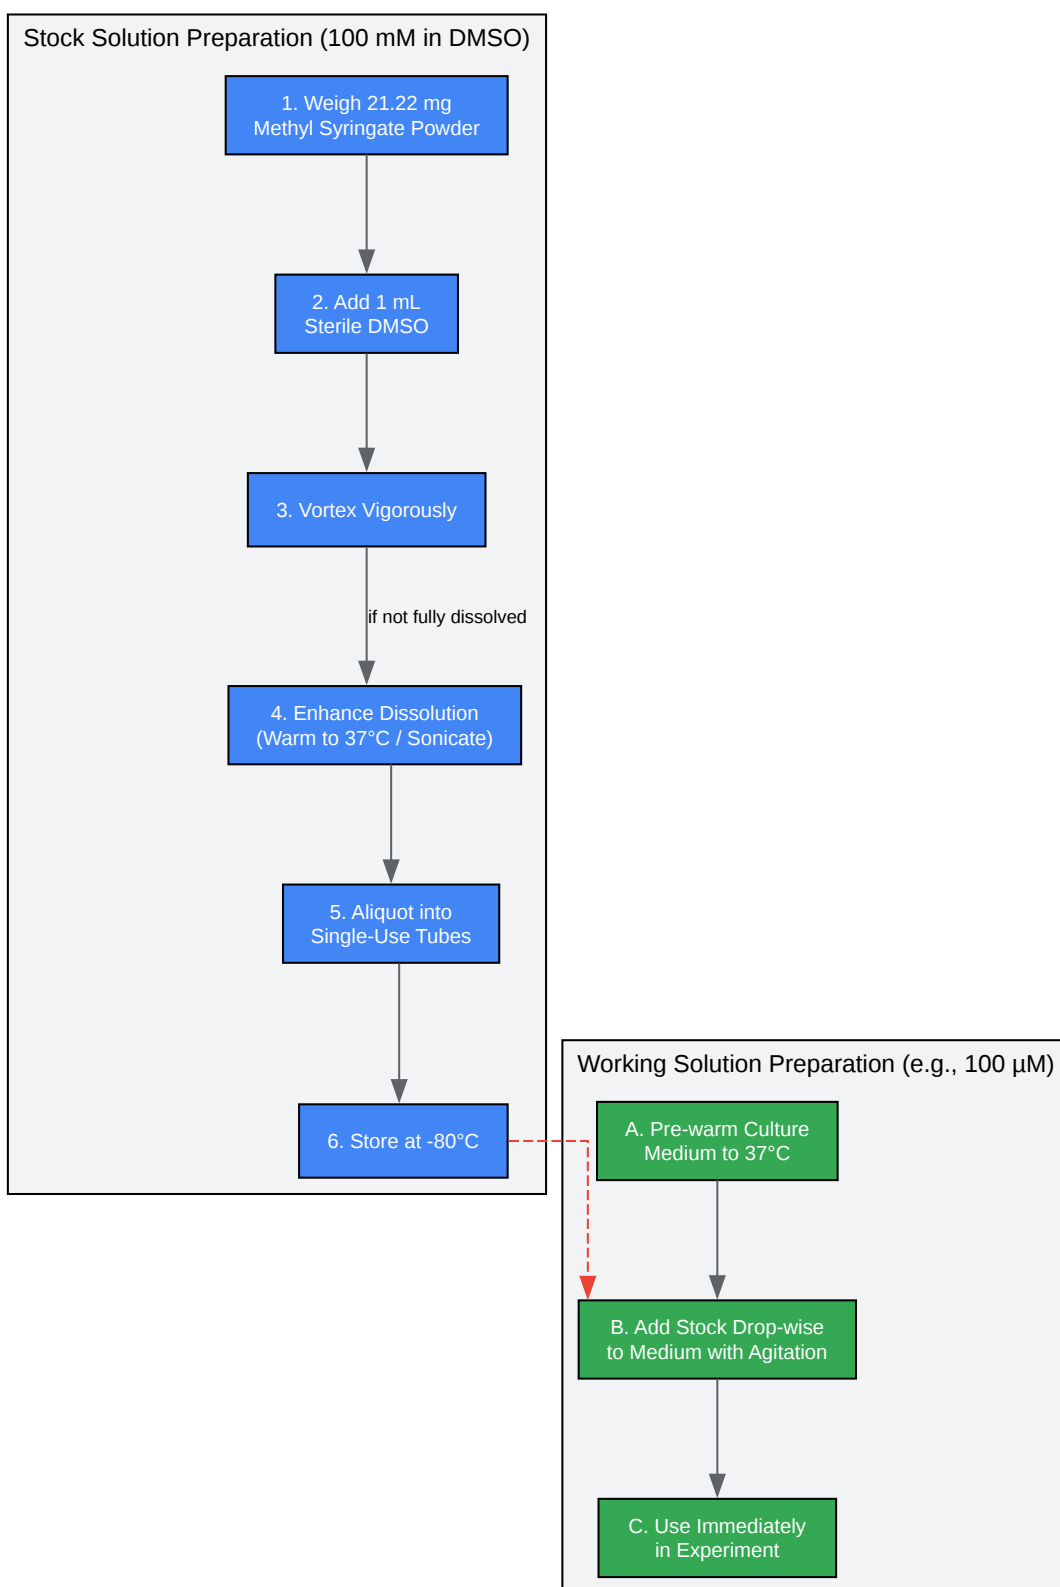 Stock Solution Preparation (100 mM in DMSO)
1. Weigh 21.22 mg
Methyl Syringate Powder
2. Add 1 mL
Sterile DMSO
3. Vortex Vigorously
if not fully dissolved
4. Enhance Dissolution
(Warm to 37°C / Sonicate)
5. Aliquot into
Single-Use Tubes
6. Store at -80°C
Working Solution Preparation (e.g., 100 µM)
A. Pre-warm Culture
Medium to 37°C
B. Add Stock Drop-wise
to Medium with Agitation
C. Use Immediately
in Experiment